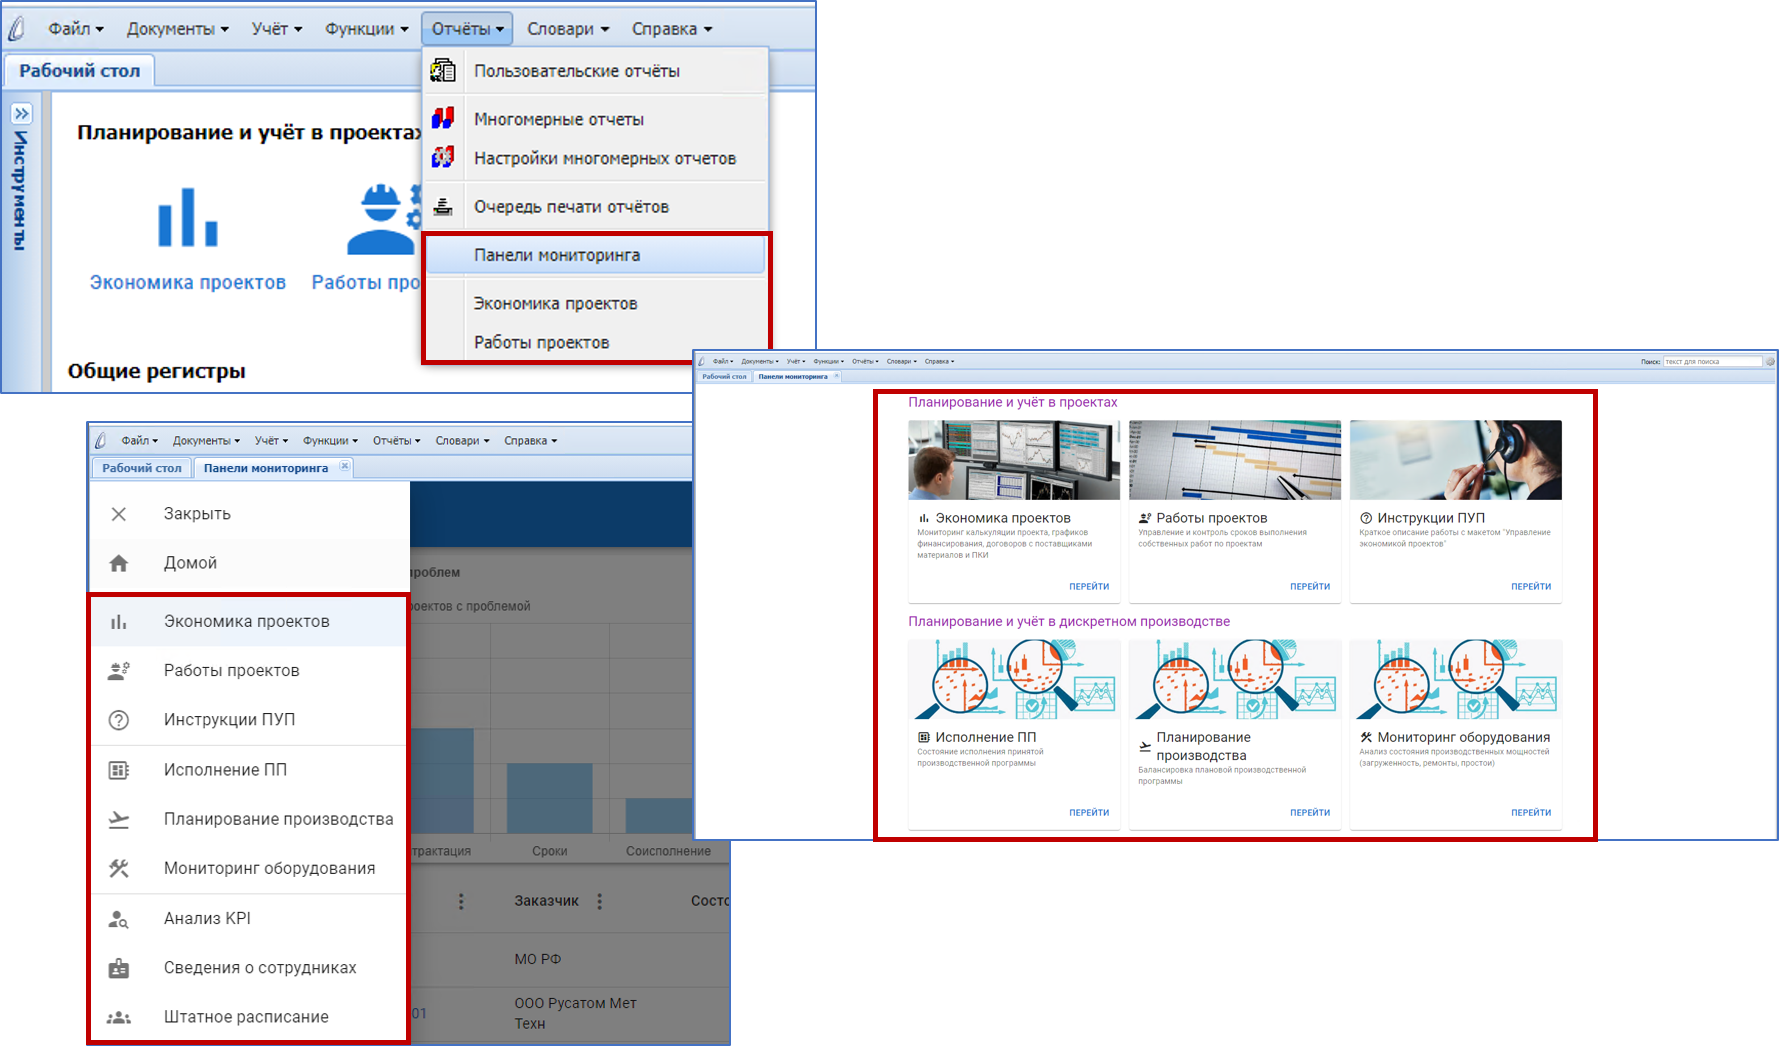 Файл Документы Учёт Функции Отчёты Словари Справка
Рабочий стол
Инструменты
Планирование и учёт в проектах
Экономика проектов
Работы про
Общие регистры
Пользовательские отчёты
Многомерные отчеты
Настройки многомерных отчетов
Очередь печати отчётов
Панели мониторинга
Экономика проектов
Работы проектов
Файл Документы Учёт Функции Отчёты Словари Справка
Рабочий стол Панели мониторинга
Закрыть
Домой
Экономика проектов
Работы проектов
Инструкции ПУП
Исполнение ПП
Планирование производства
Мониторинг оборудования
Анализ KPI
Сведения о сотрудниках
Штатное расписание
проблем
роектов с проблемой
трактация Сроки Соисполнение
Заказчик Состо
МО РФ
01 ООО Русатом Мет
Техн
Файл Документы Учёт Функции Отчёты Словари Справка Поиск: текст для поиска
Рабочий стол Панели мониторинга
Планирование и учёт в проектах
Экономика проектов
Мониторинг калькуляции проекта, графиков
финансирования, договоров с поставщиками
материалов и ПКИ
ПЕРЕЙТИ
Работы проектов
Управление и контроль сроков выполнения
собственных работ по проектам
ПЕРЕЙТИ
Инструкции ПУП
Краткое описание работы с макетом "Управление
экономикой проектов"
ПЕРЕЙТИ
Планирование и учёт в дискретном производстве
Исполнение ПП
Состояние исполнения принятой
производственной программы
ПЕРЕЙТИ
Планирование
производства
Балансировка плановой производственной
программы
ПЕРЕЙТИ
Мониторинг оборудования
Анализ состояния производственных мощностей
(загруженность, ремонты, простои)
ПЕРЕЙТИ